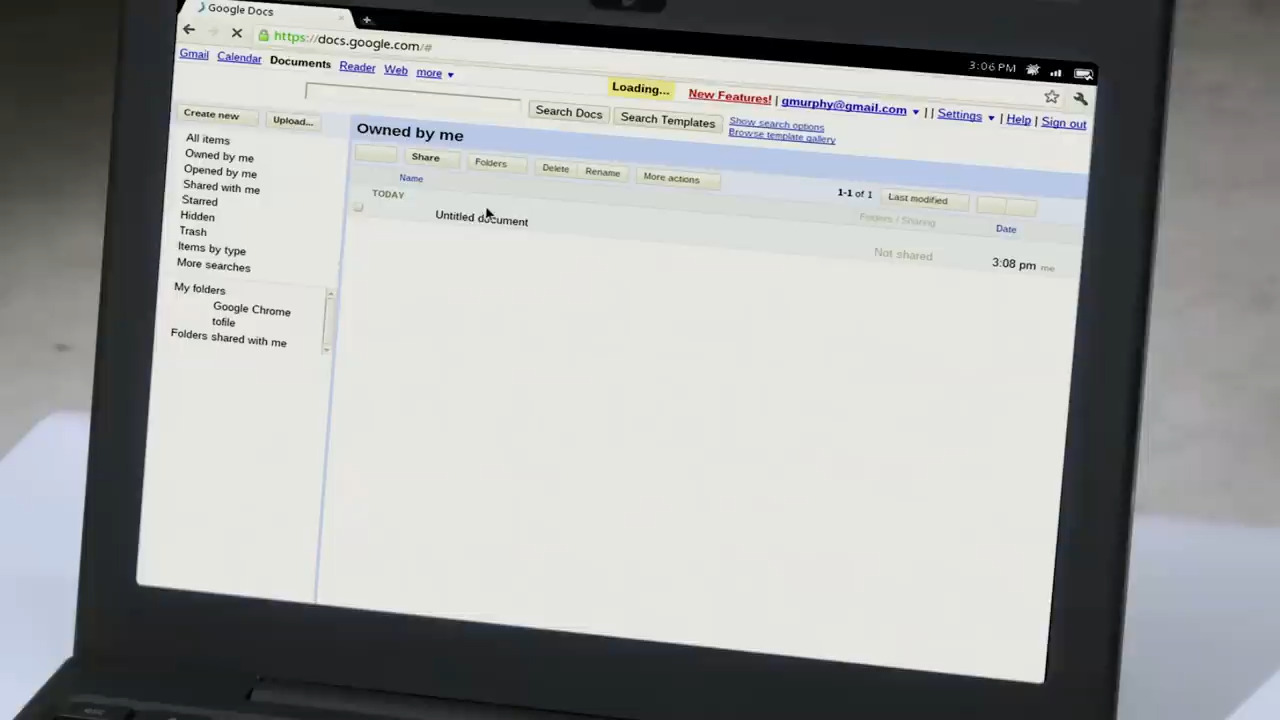 Google Docs
https://docs.google.com/#
3:06 PM
Gmail Calendar Documents Reader Web more
Loading... New Features! | gmurphy@gmail.com | | Settings | Help | Sign out
Search Docs Search Templates Show search options
Browse template gallery
Create new Upload...
Owned by me
All items
Owned by me
Opened by me
Shared with me
Starred
Hidden
Trash
Items by type
More searches
My folders
Google Chrome
tofile
Folders shared with me
Share Folders Delete Rename More actions 1-1 of 1 Last modified
Name Folders / Sharing Date
TODAY
Untitled document Not shared 3:08 pm me